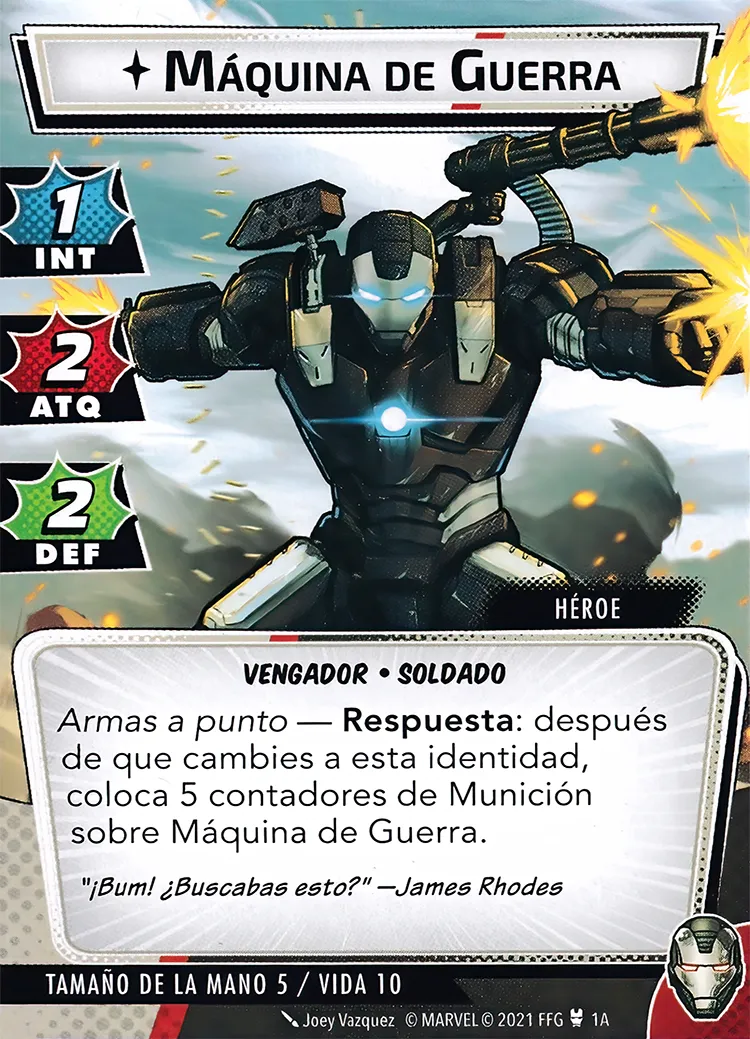 MÁQUINA DE GUERRA
1
INT
2
ATQ
2
DEF
HÉROE
VENGADOR • SOLDADO
Armas a punto — Respuesta: después
de que cambies a esta identidad,
coloca 5 contadores de Munición
sobre Máquina de Guerra.
"¡Bum! ¿Buscabas esto?" —James Rhodes
TAMAÑO DE LA MANO 5 / VIDA 10
Joey Vazquez © MARVEL © 2021 FFG 1A